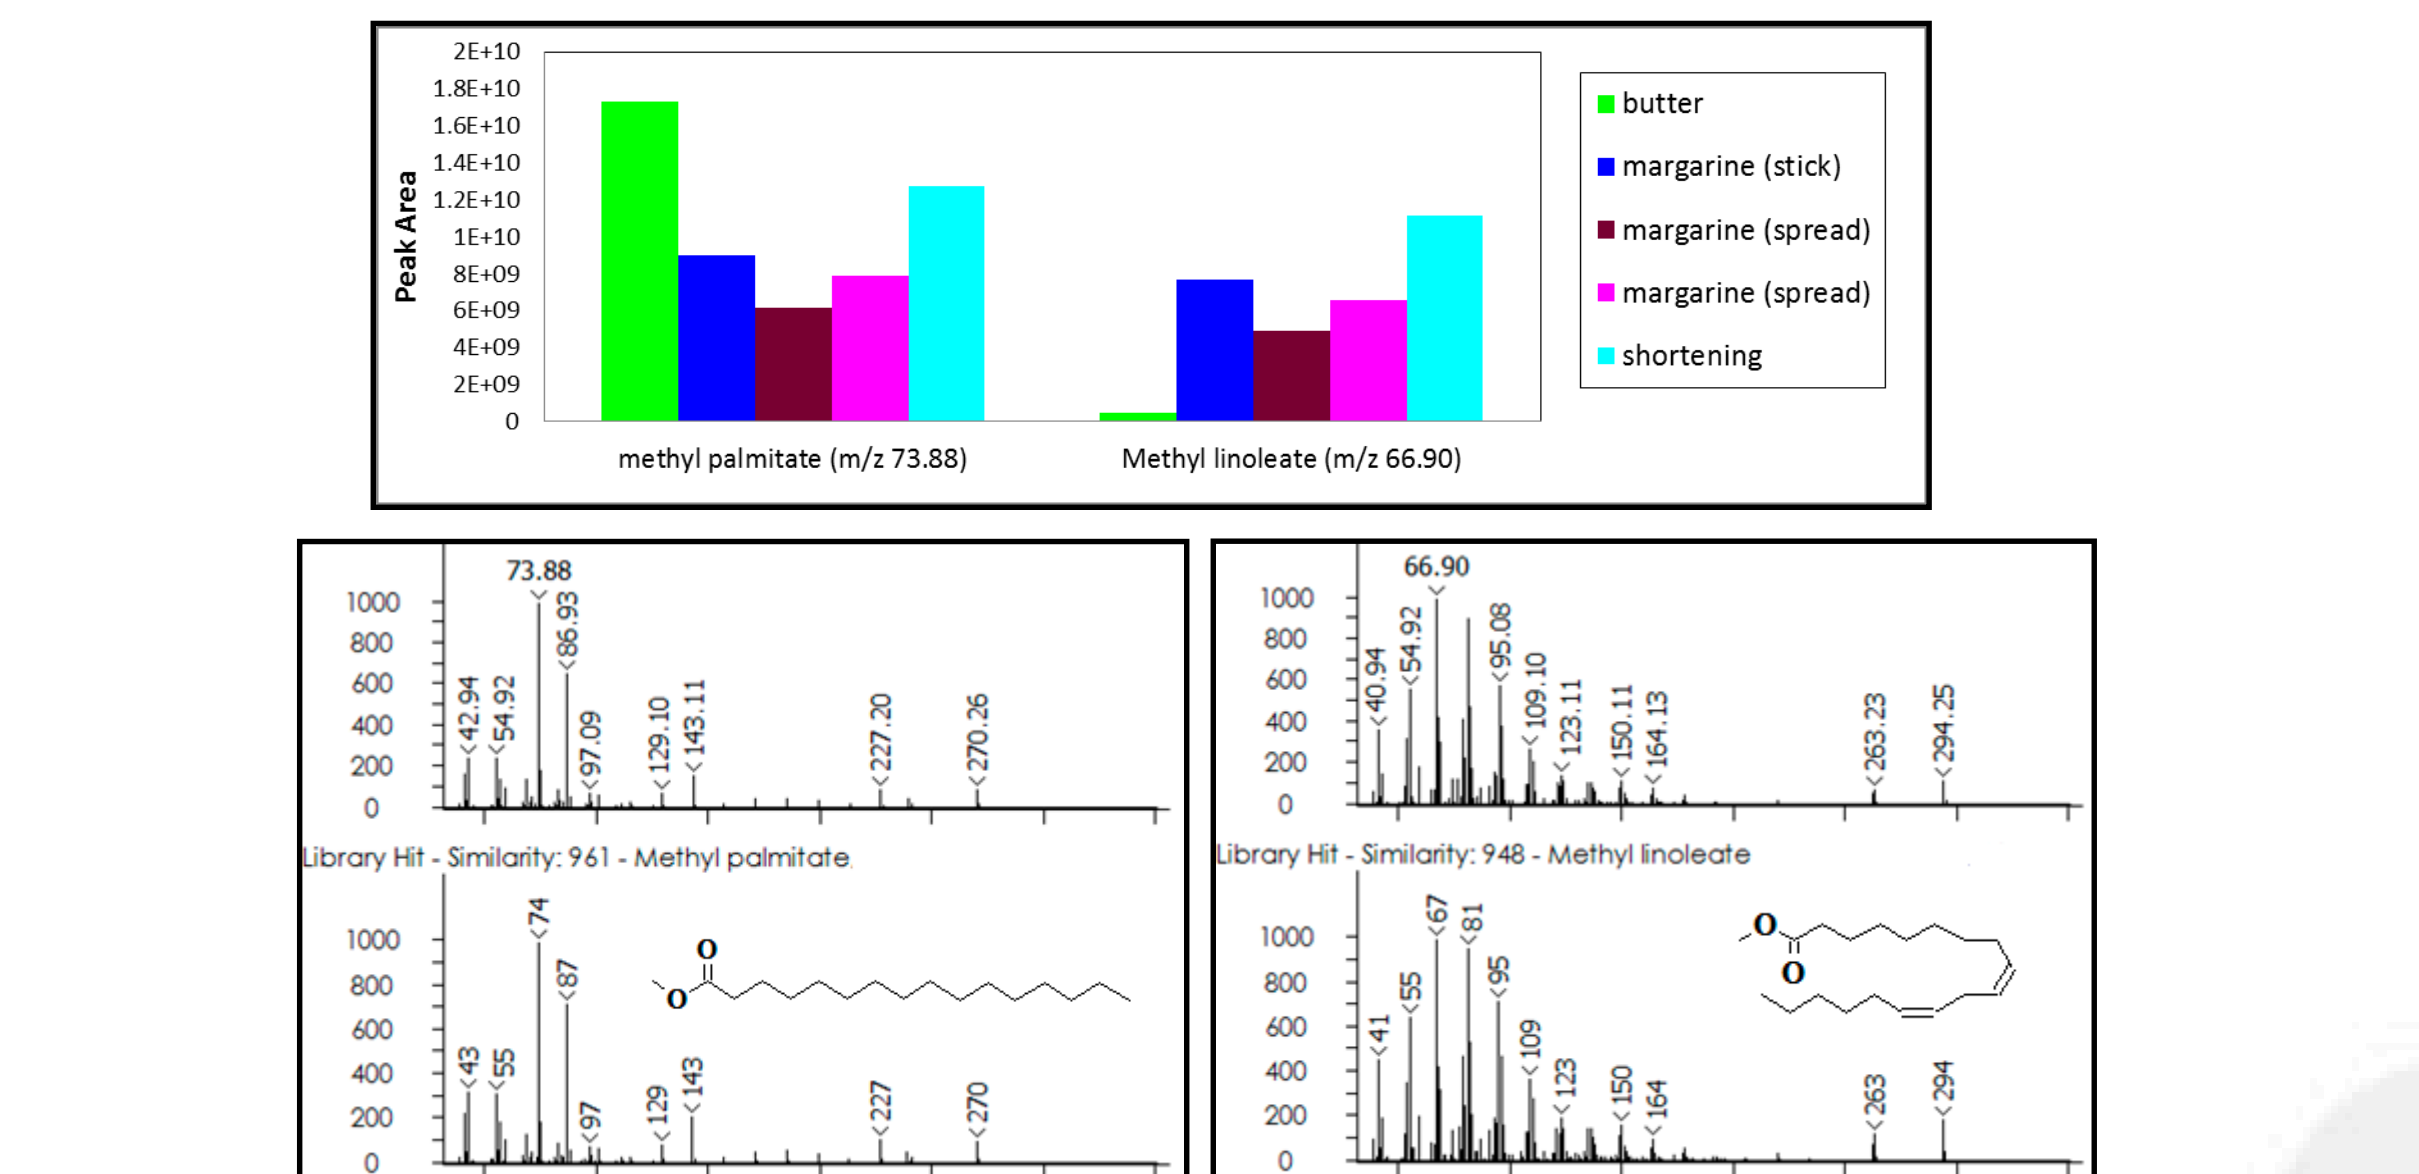 2E+10
1.8E+10
1.6E+10
1.4E+10
1.2E+10
1E+10
8E+09
6E+09
4E+09
2E+09
0
Peak Area
methyl palmitate (m/z 73.88)
Methyl linoleate (m/z 66.90)
butter
margarine (stick)
margarine (spread)
margarine (spread)
shortening
1000
800
600
400
200
0
42.94
54.92
73.88
86.93
97.09
129.10
143.11
227.20
270.26
Library Hit - Similarity: 961 - Methyl palmitate
1000
800
600
400
200
0
43
55
74
87
97
129
143
227
270
O
O
1000
800
600
400
200
0
40.94
54.92
66.90
95.08
109.10
123.11
150.11
164.13
263.23
294.25
Library Hit - Similarity: 948 - Methyl linoleate
1000
800
600
400
200
0
41
55
67
81
95
109
123
150
164
263
294
O
O